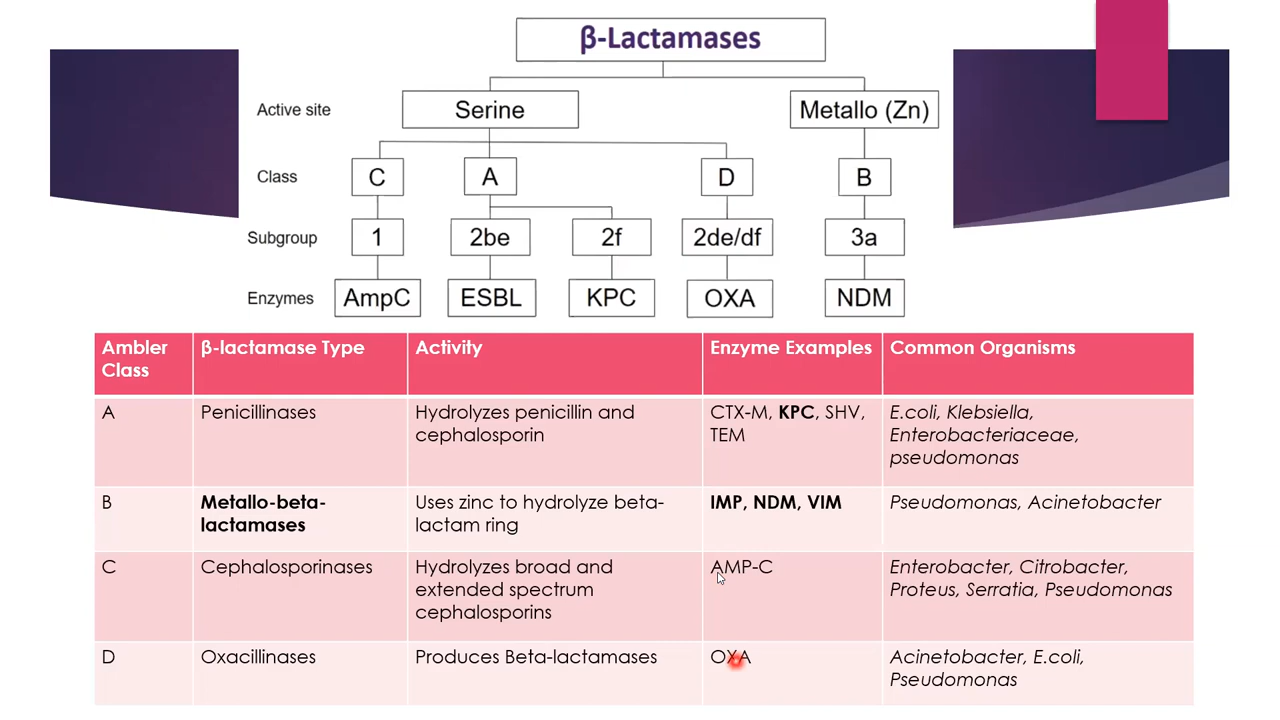 β-Lactamases
Active site
Serine
Metallo (Zn)
Class
C
A
D
B
Subgroup
1
2be
2f
2de/df
3a
Enzymes
AmpC
ESBL
KPC
OXA
NDM
Ambler
Class
β-lactamase Type
Activity
Enzyme Examples
Common Organisms
A
Penicillinases
Hydrolyzes penicillin and
cephalosporin
CTX-M, KPC, SHV,
TEM
E.coli, Klebsiella,
Enterobacteriaceae,
pseudomonas
B
Metallo-beta-
lactamases
Uses zinc to hydrolyze beta-
lactam ring
IMP, NDM, VIM
Pseudomonas, Acinetobacter
C
Cephalosporinases
Hydrolyzes broad and
extended spectrum
cephalosporins
AMP-C
Enterobacter, Citrobacter,
Proteus, Serratia, Pseudomonas
D
Oxacillinases
Produces Beta-lactamases
OXA
Acinetobacter, E.coli,
Pseudomonas